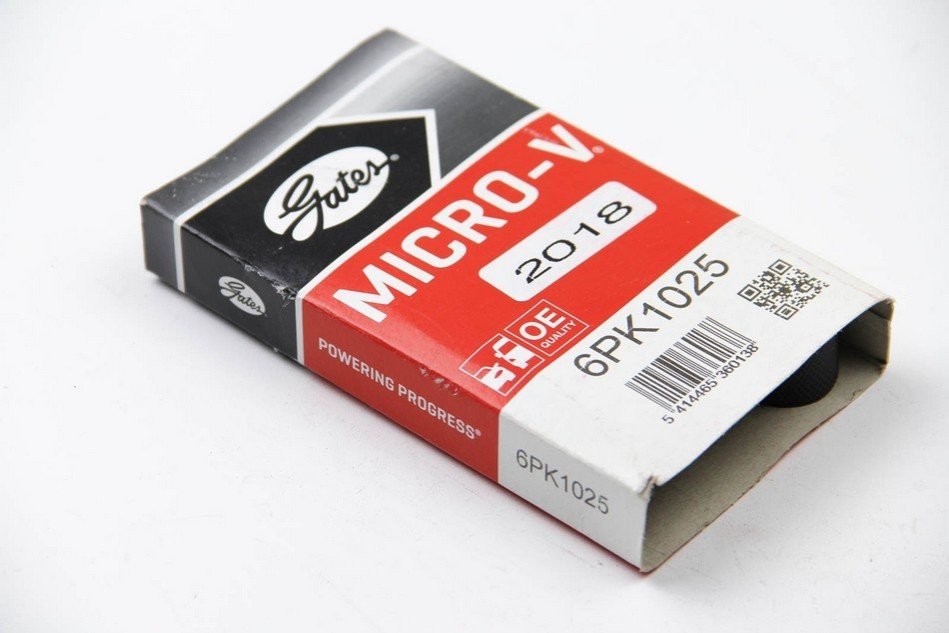 Gates®
MICRO-V®
2018
OE
QUALITY
6PK1025
5 414465 360138
Gates
POWERING PROGRESS®
6PK1025